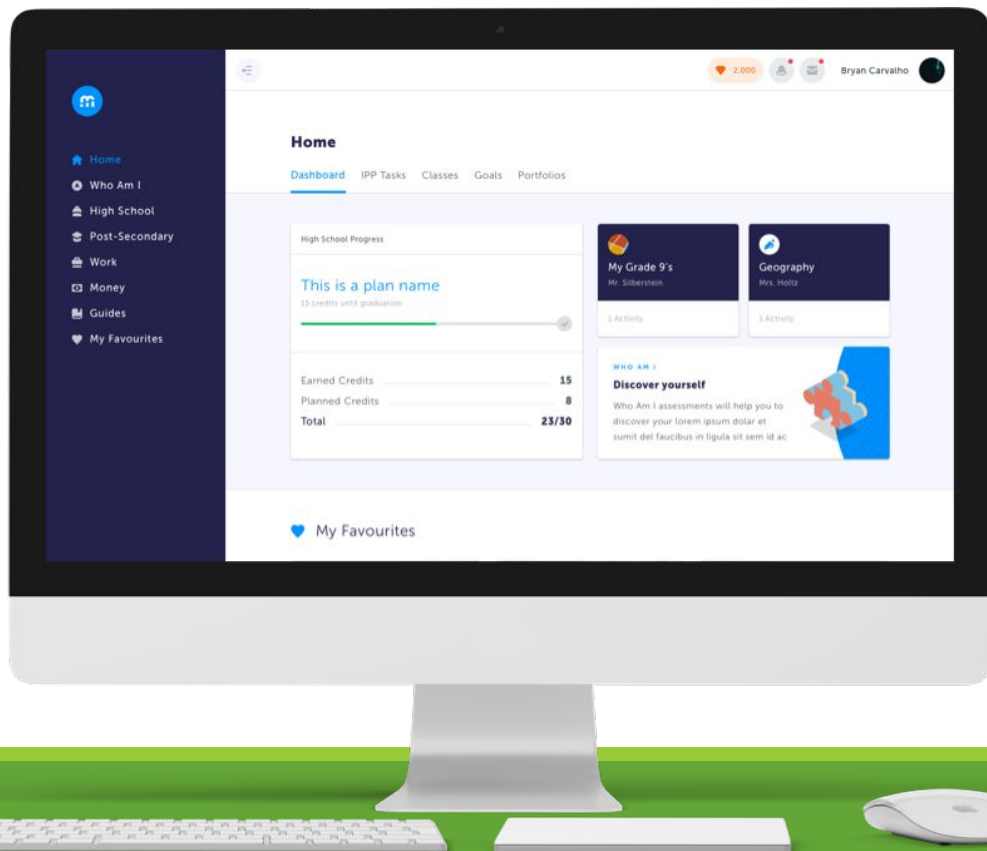 m
Home
Who Am I
High School
Post-Secondary
Work
Money
Guides
My Favourites
2,000
Bryan Carvalho
Home
Dashboard IPP Tasks Classes Goals Portfolios
High School Progress
This is a plan name
15 credits until graduation
Earned Credits 15
Planned Credits 8
Total 23/30
My Grade 9's
Mr. Silberstein
1 Activity
Geography
Mrs. Holtz
1 Activity
WHO AM I
Discover yourself
Who Am I assessments will help you to
discover your lorem ipsum dolar et
sumit del faucibus in ligula sit sem id ac
My Favourites